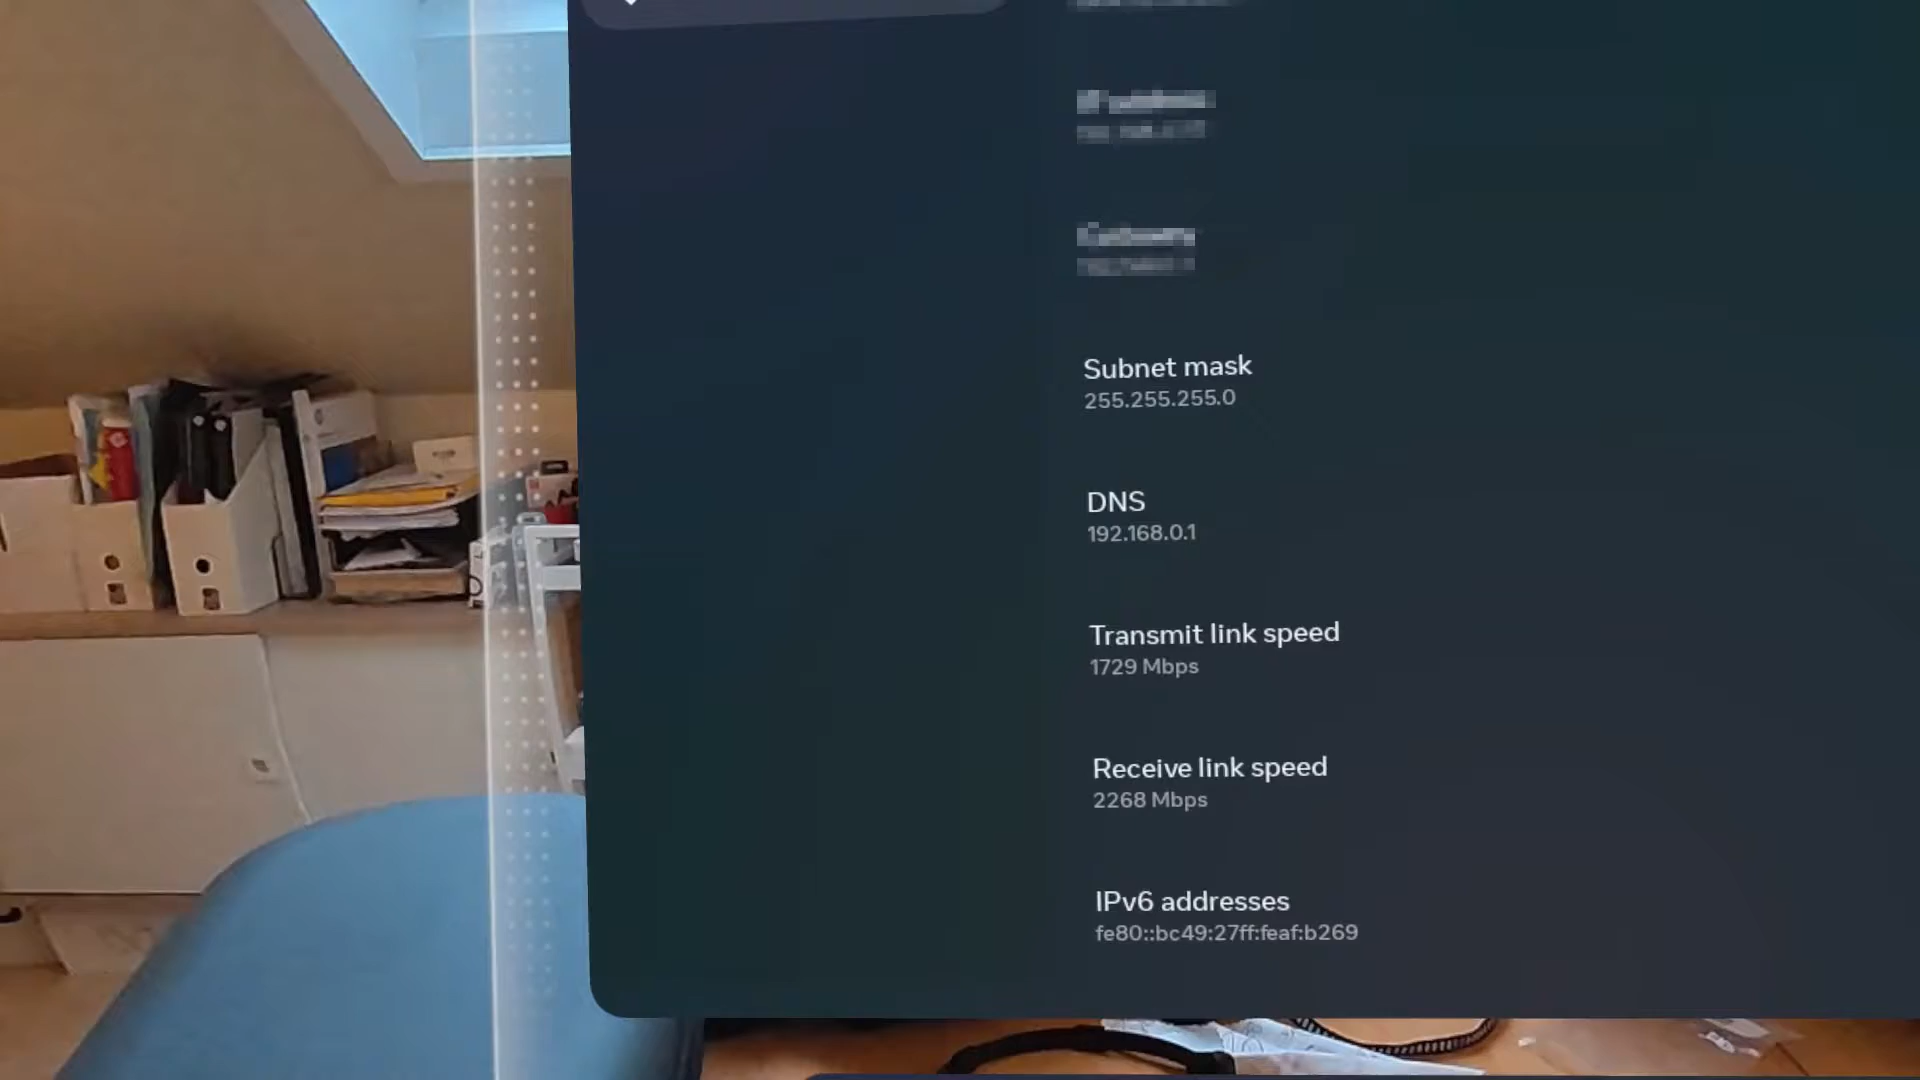 Subnet mask
255.255.255.0
DNS
192.168.0.1
Transmit link speed
1729 Mbps
Receive link speed
2268 Mbps
IPv6 addresses
fe80::bc49:27ff:feaf:b269